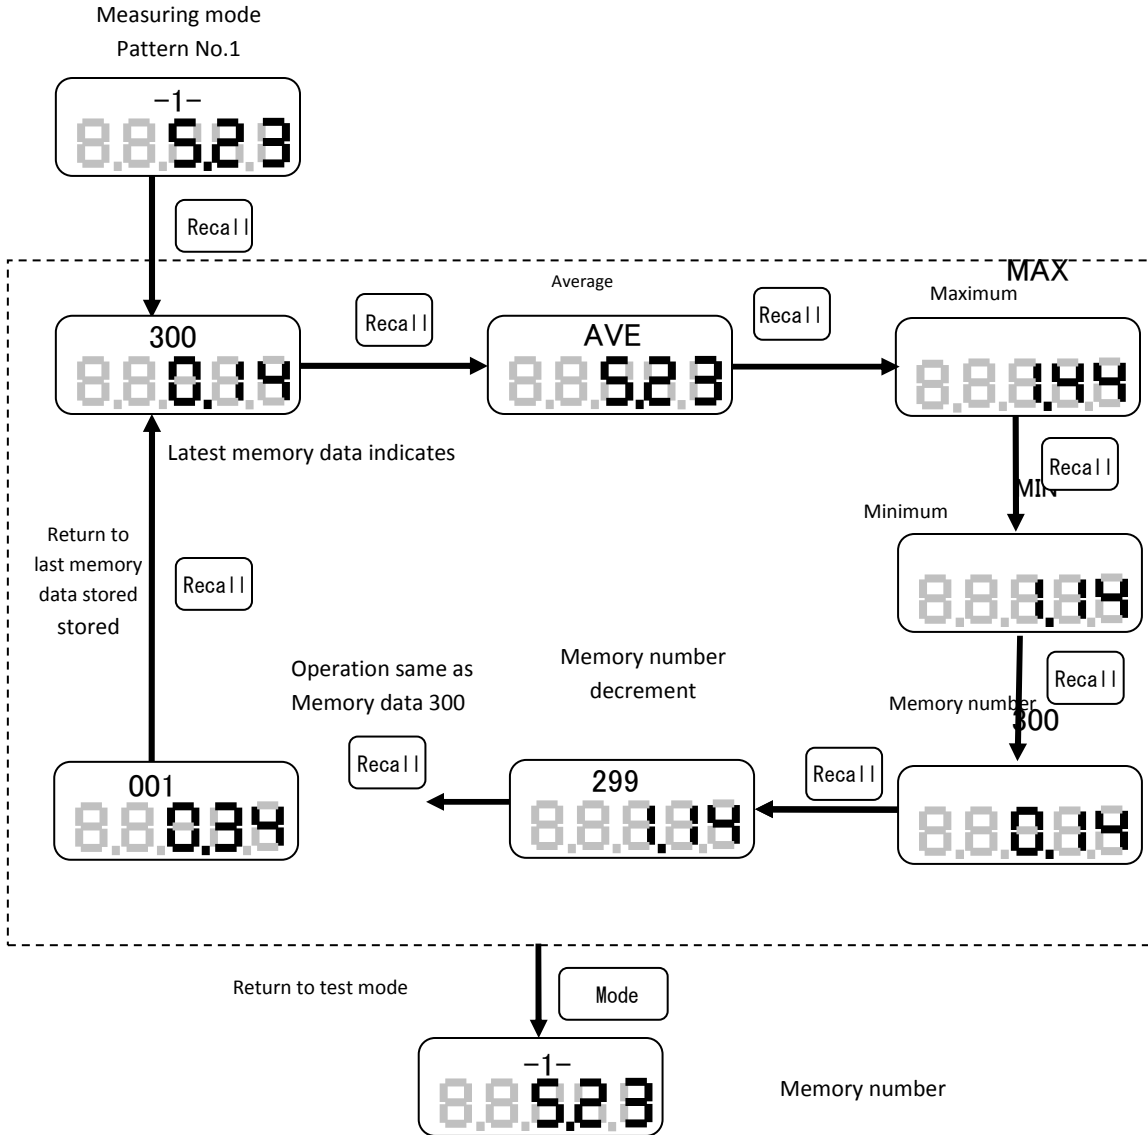 Measuring mode
Pattern No.1
-1-
5.23
Recall
MAX
Average
Recall
Recall
Maximum
300
0.14
AVE
5.23
1.44
Latest memory data indicates
Recall
MIN
Minimum
1.14
Return to
last memory
data stored
stored
Recall
Operation same as
Memory data 300
Memory number
decrement
Recall
Memory number
300
Recall
Recall
001
0.34
299
1.14
0.14
Return to test mode
Mode
-1-
5.23
Memory number